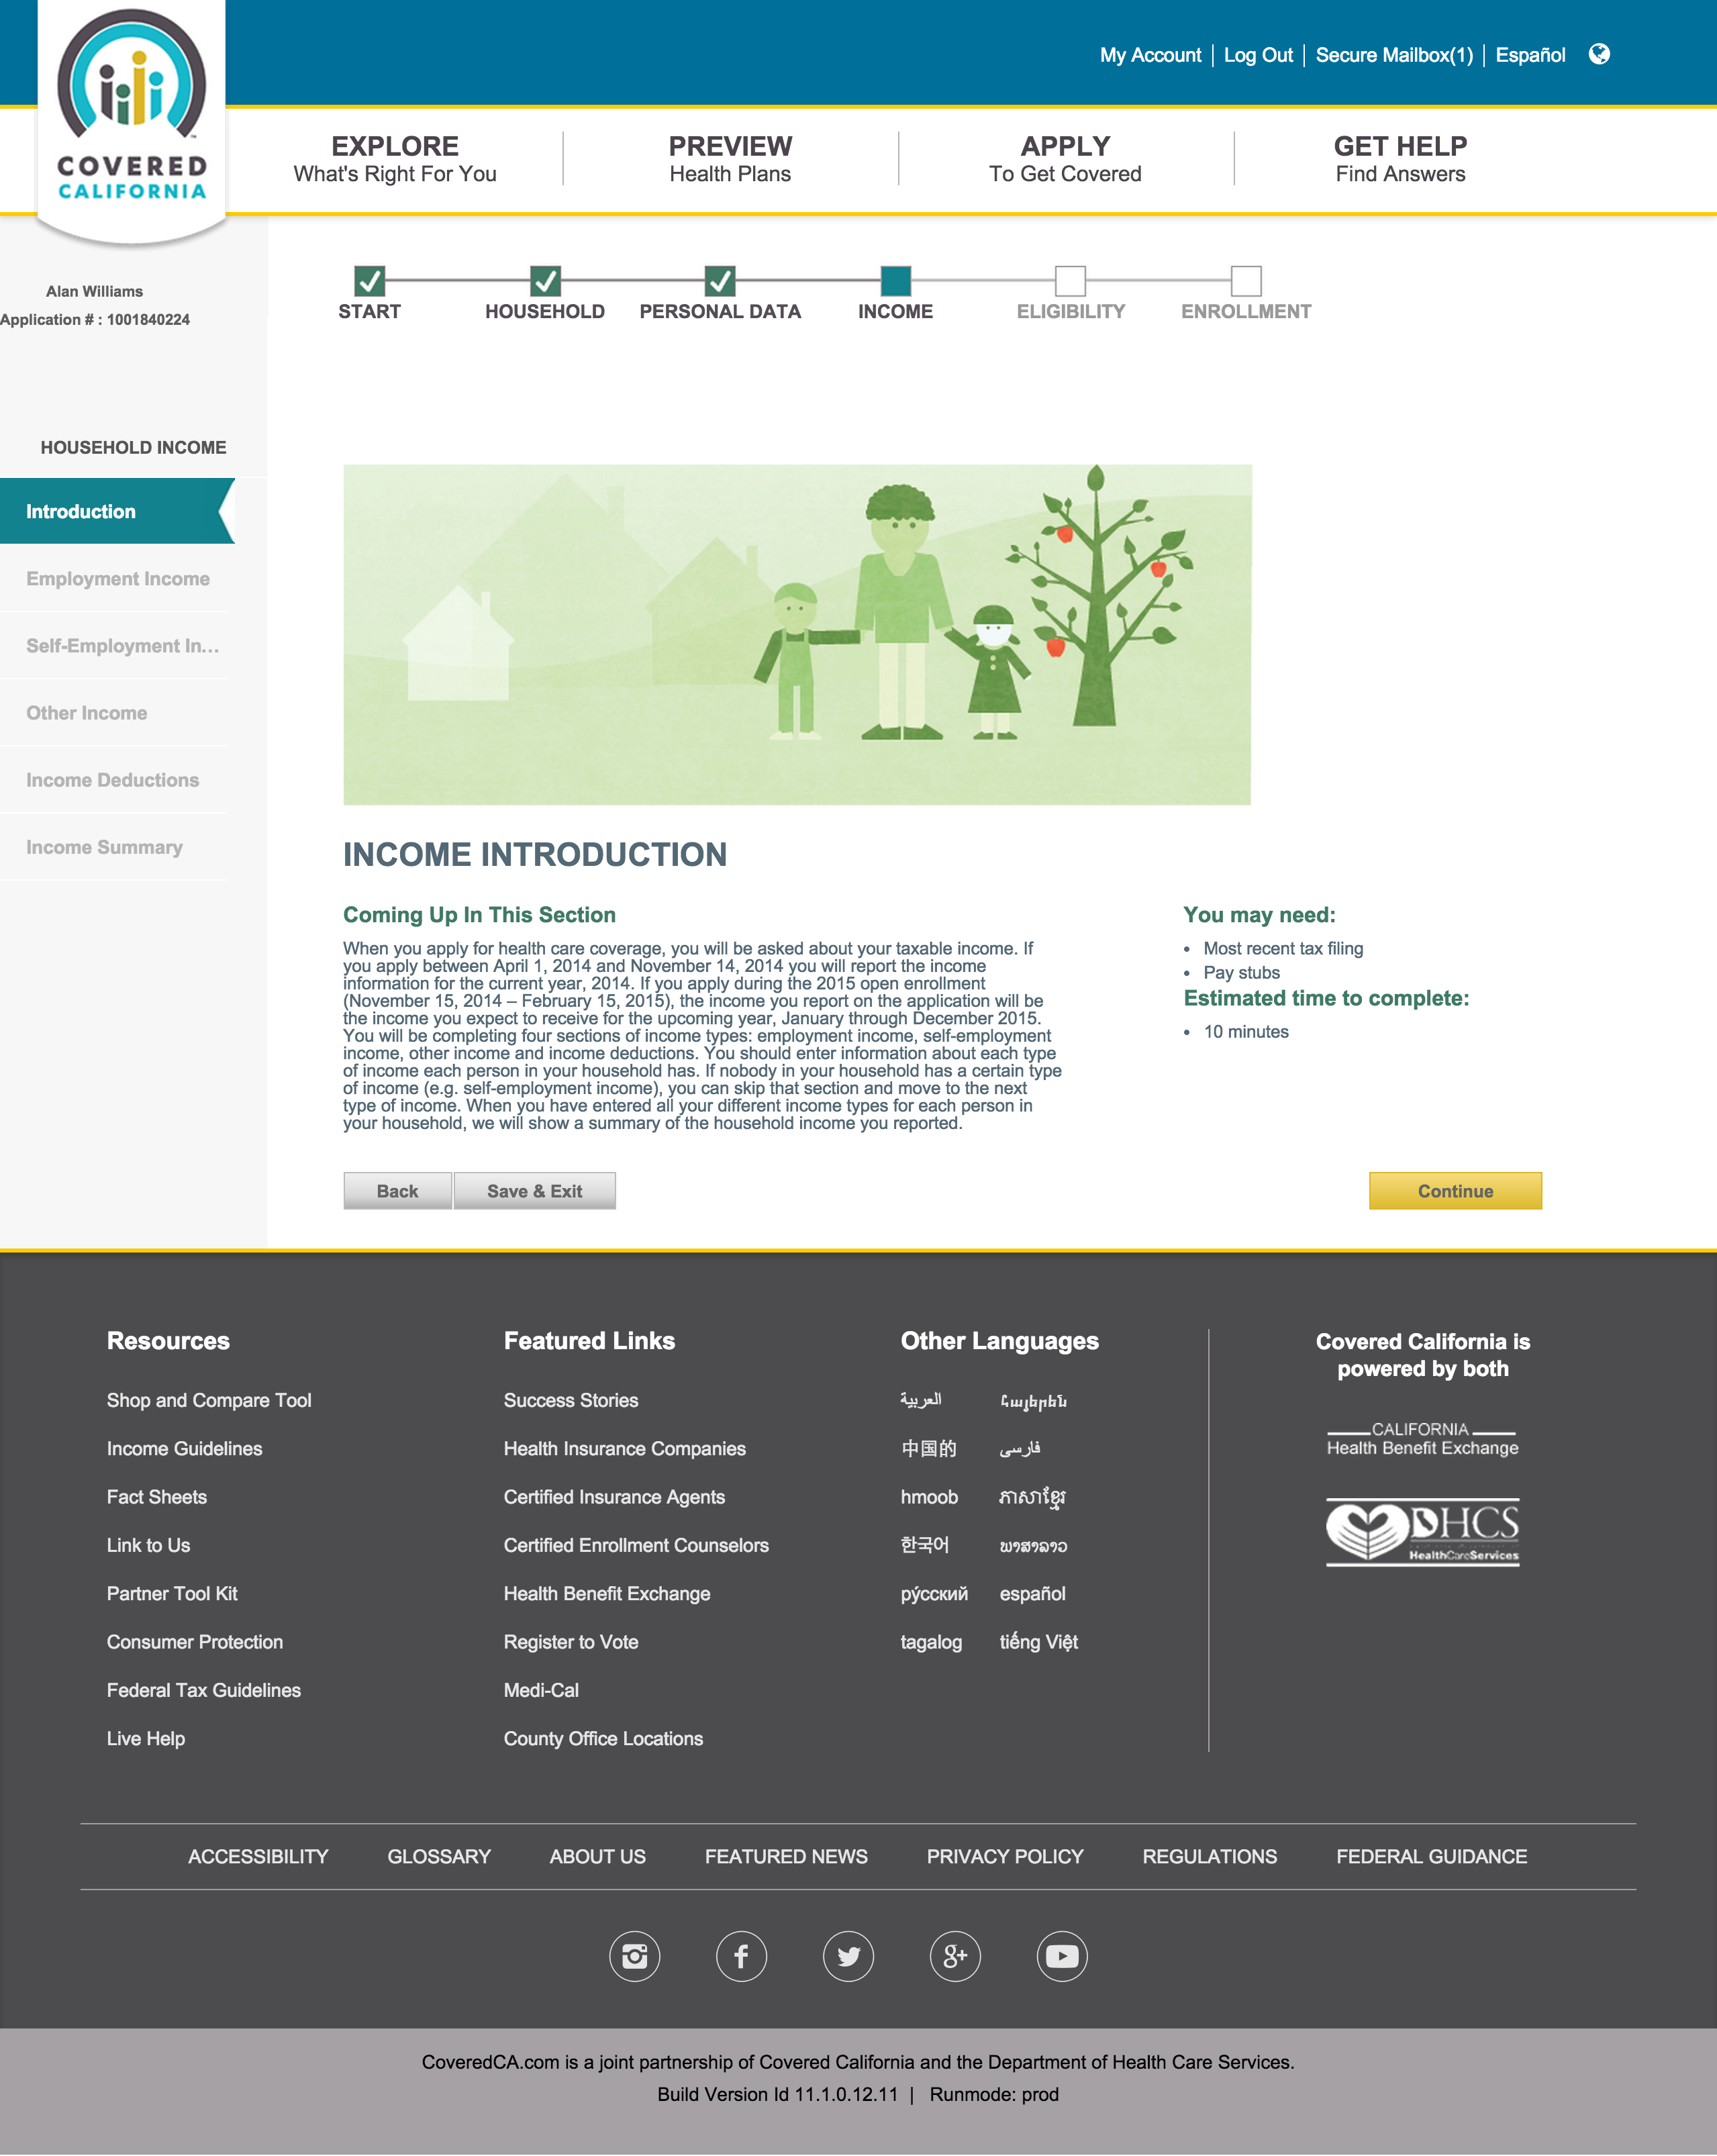 My Account | Log Out | Secure Mailbox(1) | Español
COVERED
CALIFORNIA
EXPLORE
What's Right For You
PREVIEW
Health Plans
APPLY
To Get Covered
GET HELP
Find Answers
Alan Williams
Application # : 1001840224
START
HOUSEHOLD
PERSONAL DATA
INCOME
ELIGIBILITY
ENROLLMENT
HOUSEHOLD INCOME
Introduction
Employment Income
Self-Employment In...
Other Income
Income Deductions
Income Summary
INCOME INTRODUCTION
Coming Up In This Section
When you apply for health care coverage, you will be asked about your taxable income. If
you apply between April 1, 2014 and November 14, 2014 you will report the income
information for the current year, 2014. If you apply during the 2015 open enrollment
(November 15, 2014 – February 15, 2015), the income you report on the application will be
the income you expect to receive for the upcoming year, January through December 2015.
You will be completing four sections of income types: employment income, self-employment
income, other income and income deductions. You should enter information about each type
of income each person in your household has. If nobody in your household has a certain type
of income (e.g. self-employment income), you can skip that section and move to the next
type of income. When you have entered all your different income types for each person in
your household, we will show a summary of the household income you reported.
You may need:
• Most recent tax filing
• Pay stubs
Estimated time to complete:
• 10 minutes
Back
Save & Exit
Continue
Resources
Shop and Compare Tool
Income Guidelines
Fact Sheets
Link to Us
Partner Tool Kit
Consumer Protection
Federal Tax Guidelines
Live Help
Featured Links
Success Stories
Health Insurance Companies
Certified Insurance Agents
Certified Enrollment Counselors
Health Benefit Exchange
Register to Vote
Medi-Cal
County Office Locations
Other Languages
العربية
Հայերեն
中国的
فارسی
hmoob
ភាសាខ្មែរ
한국어
ພາສາລາວ
ру́сский
español
tagalog
tiếng Việt
Covered California is
powered by both
CALIFORNIA
Health Benefit Exchange
DHCS
HealthCareServices
ACCESSIBILITY
GLOSSARY
ABOUT US
FEATURED NEWS
PRIVACY POLICY
REGULATIONS
FEDERAL GUIDANCE
CoveredCA.com is a joint partnership of Covered California and the Department of Health Care Services.
Build Version Id 11.1.0.12.11 | Runmode: prod